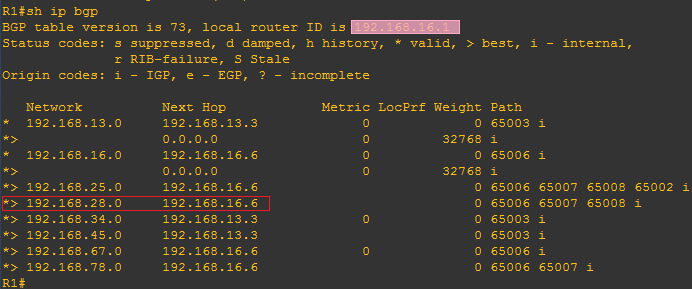 R1#sh ip bgp
BGP table version is 73, local router ID is 192.168.16.1
Status codes: s suppressed, d damped, h history, * valid, > best, i - internal,
              r RIB-failure, S Stale
Origin codes: i - IGP, e - EGP, ? - incomplete

   Network          Next Hop            Metric LocPrf Weight Path
*  192.168.13.0     192.168.13.3             0             0 65003 i
*>                  0.0.0.0                  0         32768 i
*  192.168.16.0     192.168.16.6             0             0 65006 i
*>                  0.0.0.0                  0         32768 i
*> 192.168.25.0     192.168.16.6                           0 65006 65007 65008 65002 i
*> 192.168.28.0     192.168.16.6                           0 65006 65007 65008 i
*> 192.168.34.0     192.168.13.3             0             0 65003 i
*> 192.168.45.0     192.168.13.3                           0 65003 i
*> 192.168.67.0     192.168.16.6             0             0 65006 i
*> 192.168.78.0     192.168.16.6                           0 65006 65007 i
R1#